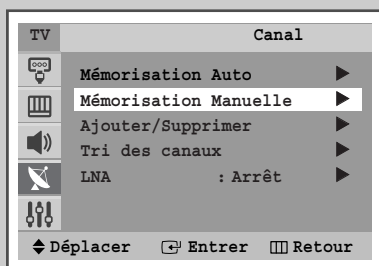 TV Canal
Mémorisation Auto
Mémorisation Manuelle
Ajouter/Supprimer
Tri des canaux
LNA : Arrêt
Déplacer Entrer Retour